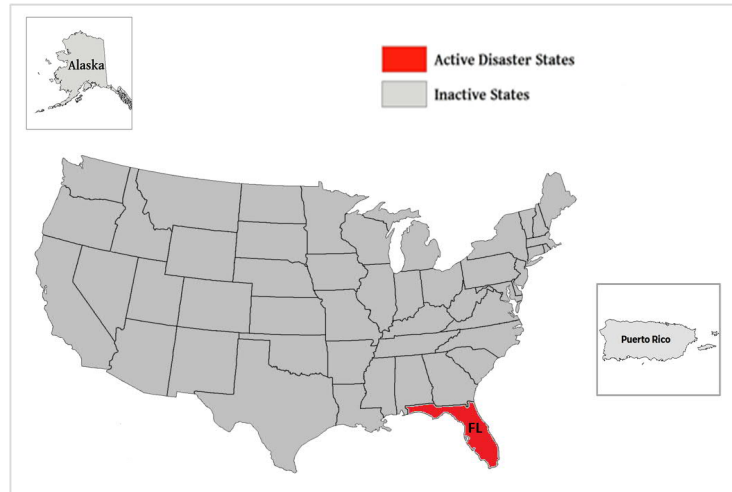 Alaska
Active Disaster States
Inactive States
Puerto Rico
FL